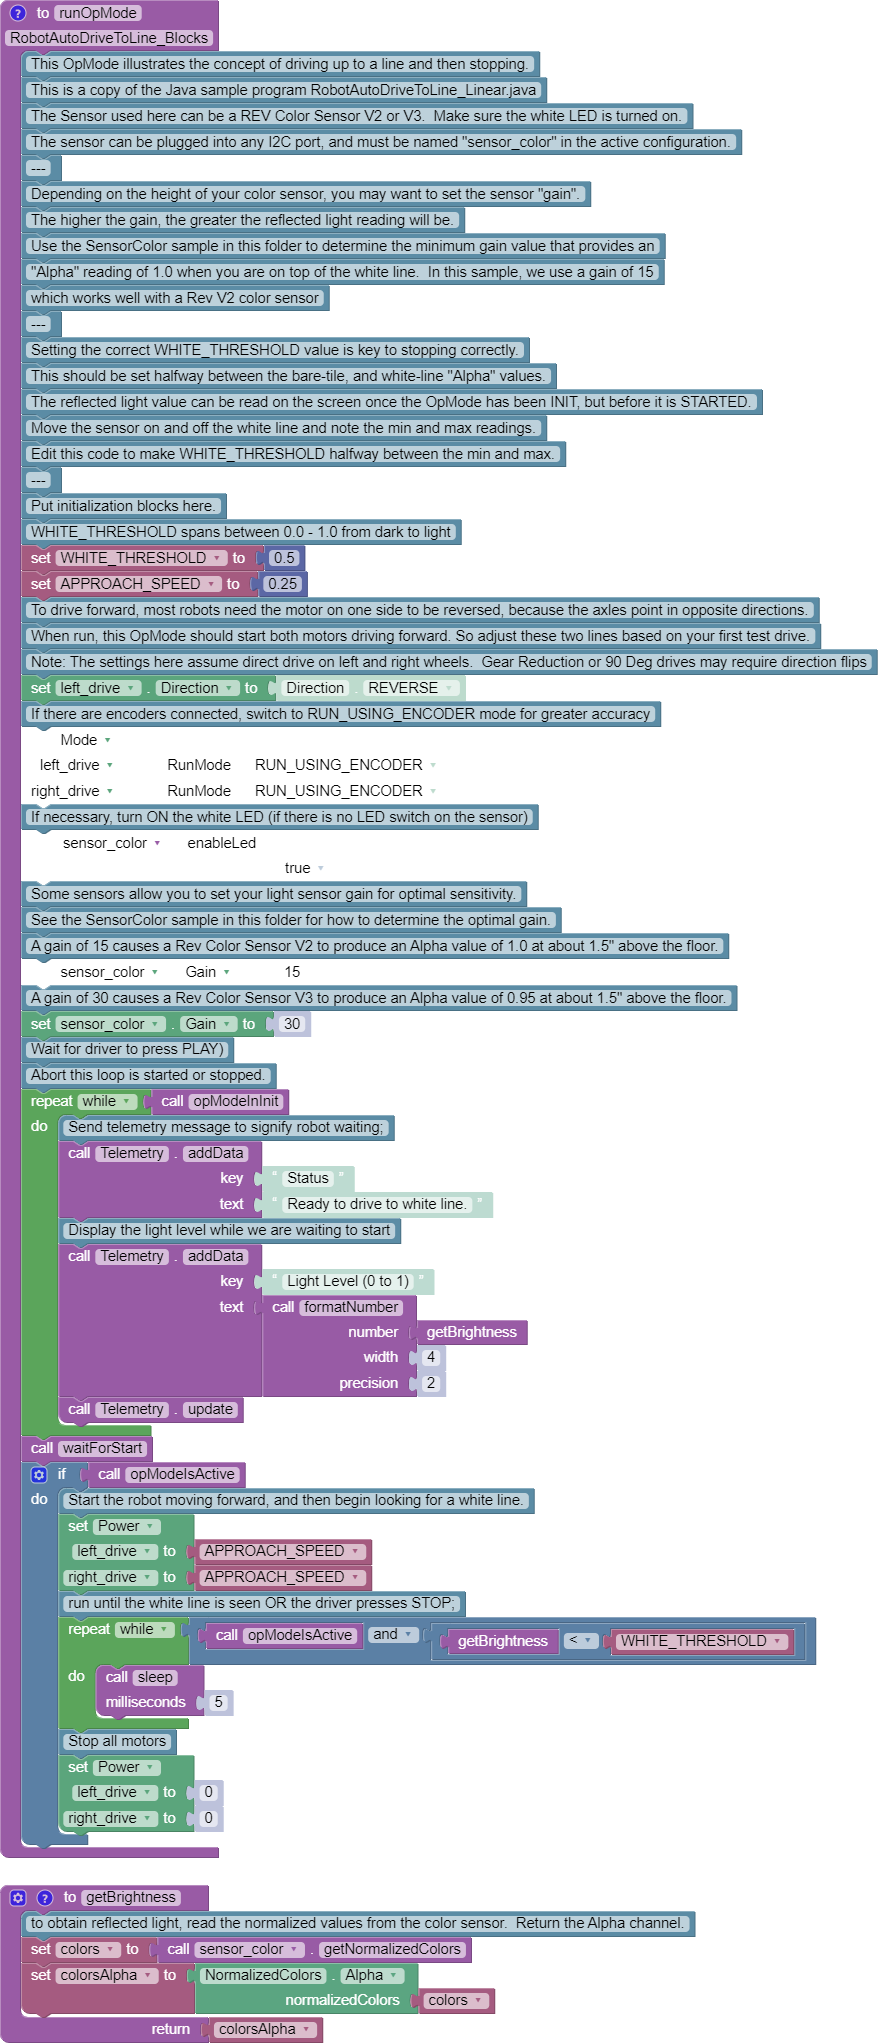 ? to runOpMode
RobotAutoDriveToLine_Blocks
This OpMode illustrates the concept of driving up to a line and then stopping.
This is a copy of the Java sample program RobotAutoDriveToLine_Linear.java
The Sensor used here can be a REV Color Sensor V2 or V3.  Make sure the white LED is turned on.
The sensor can be plugged into any I2C port, and must be named "sensor_color" in the active configuration.
---
Depending on the height of your color sensor, you may want to set the sensor "gain".
The higher the gain, the greater the reflected light reading will be.
Use the SensorColor sample in this folder to determine the minimum gain value that provides an
"Alpha" reading of 1.0 when you are on top of the white line.  In this sample, we use a gain of 15
which works well with a Rev V2 color sensor
---
Setting the correct WHITE_THRESHOLD value is key to stopping correctly.
This should be set halfway between the bare-tile, and white-line "Alpha" values.
The reflected light value can be read on the screen once the OpMode has been INIT, but before it is STARTED.
Move the sensor on and off the white line and note the min and max readings.
Edit this code to make WHITE_THRESHOLD halfway between the min and max.
---
Put initialization blocks here.
WHITE_THRESHOLD spans between 0.0 - 1.0 from dark to light
set WHITE_THRESHOLD to 0.5
set APPROACH_SPEED to 0.25
To drive forward, most robots need the motor on one side to be reversed, because the axles point in opposite directions.
When run, this OpMode should start both motors driving forward. So adjust these two lines based on your first test drive.
Note: The settings here assume direct drive on left and right wheels.  Gear Reduction or 90 Deg drives may require direction flips
set left_drive . Direction to Direction . REVERSE
If there are encoders connected, switch to RUN_USING_ENCODER mode for greater accuracy
Mode
left_drive RunMode RUN_USING_ENCODER
right_drive RunMode RUN_USING_ENCODER
If necessary, turn ON the white LED (if there is no LED switch on the sensor)
sensor_color enableLed
true
Some sensors allow you to set your light sensor gain for optimal sensitivity.
See the SensorColor sample in this folder for how to determine the optimal gain.
A gain of 15 causes a Rev Color Sensor V2 to produce an Alpha value of 1.0 at about 1.5" above the floor.
sensor_color Gain 15
A gain of 30 causes a Rev Color Sensor V3 to produce an Alpha value of 0.95 at about 1.5" above the floor.
set sensor_color . Gain to 30
Wait for driver to press PLAY)
Abort this loop is started or stopped.
repeat while call opModeInInit
do Send telemetry message to signify robot waiting;
call Telemetry . addData
key “ Status ”
text “ Ready to drive to white line. ”
Display the light level while we are waiting to start
call Telemetry . addData
key “ Light Level (0 to 1) ”
text call formatNumber
number getBrightness
width 4
precision 2
call Telemetry . update
call waitForStart
if call opModeIsActive
do Start the robot moving forward, and then begin looking for a white line.
set Power
left_drive to APPROACH_SPEED
right_drive to APPROACH_SPEED
run until the white line is seen OR the driver presses STOP;
repeat while call opModeIsActive and getBrightness < WHITE_THRESHOLD
do call sleep
milliseconds 5
Stop all motors
set Power
left_drive to 0
right_drive to 0
? to getBrightness
to obtain reflected light, read the normalized values from the color sensor.  Return the Alpha channel.
set colors to call sensor_color . getNormalizedColors
set colorsAlpha to NormalizedColors . Alpha
normalizedColors colors
return colorsAlpha